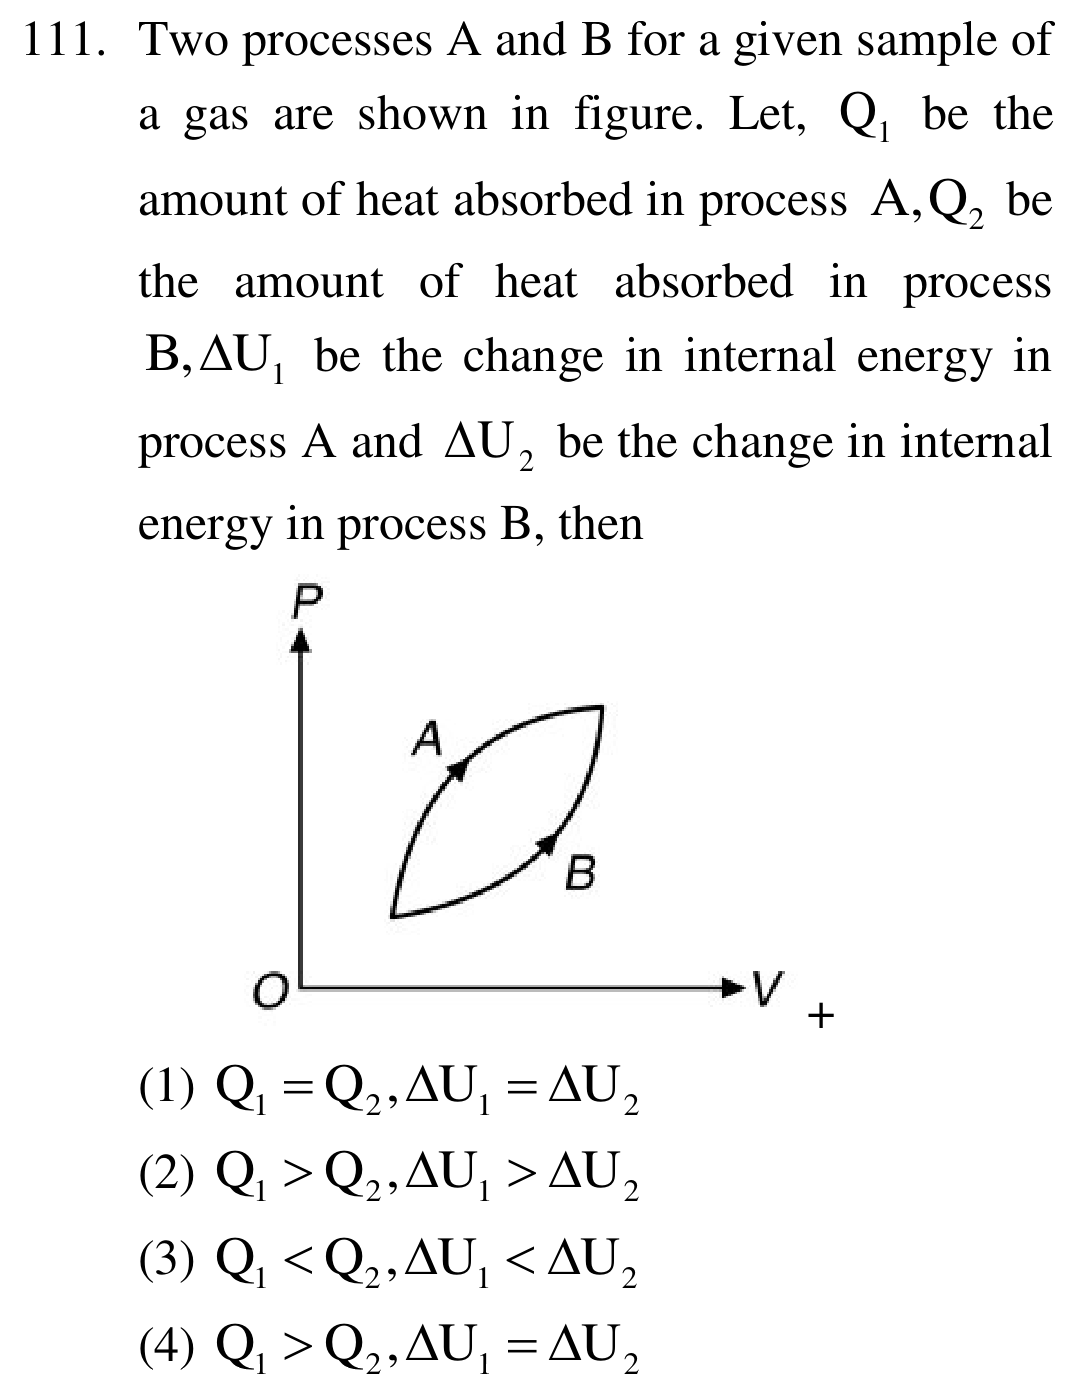 111. Two processes A and B for a given sample of
a gas are shown in figure. Let, Q₁ be the
amount of heat absorbed in process A,Q₂ be
the amount of heat absorbed in process
B,ΔU₁ be the change in internal energy in
process A and ΔU₂ be the change in internal
energy in process B, then
P
A
B
O
V
+
(1) Q₁ = Q₂,ΔU₁ = ΔU₂
(2) Q₁ > Q₂,ΔU₁ > ΔU₂
(3) Q₁ < Q₂,ΔU₁ < ΔU₂
(4) Q₁ > Q₂,ΔU₁ = ΔU₂